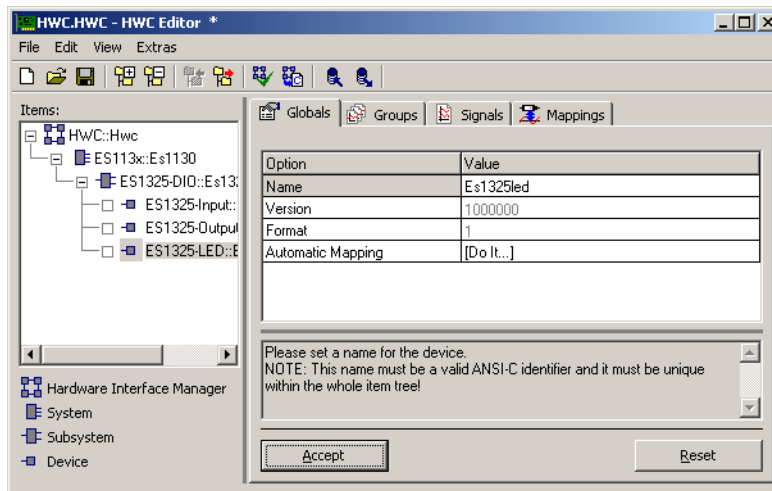 HWC.HWC - HWC Editor *
File Edit View Extras
Items:
HWC::Hwc
ES113x::Es1130
ES1325-DIO::Es13
ES1325-Input::
ES1325-Output
ES1325-LED::E
Hardware Interface Manager
System
Subsystem
Device
Globals Groups Signals Mappings
Option Value
Name Es1325led
Version 1000000
Format 1
Automatic Mapping [Do It...]
Please set a name for the device.
NOTE: This name must be a valid ANSI-C identifier and it must be unique
within the whole item tree!
Accept Reset